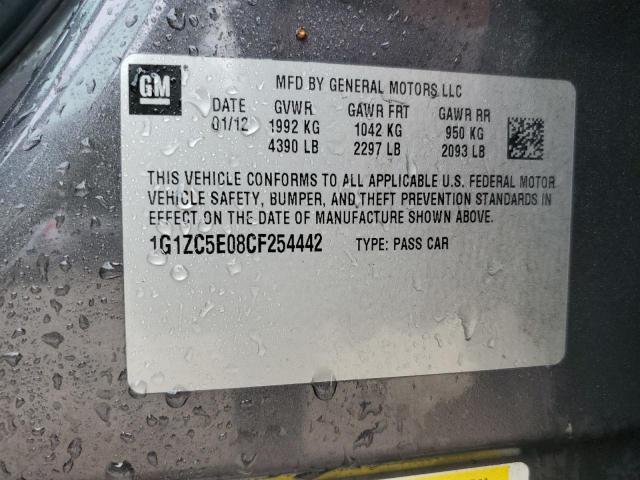 GM
MFD BY GENERAL MOTORS LLC
DATE GVWR GAWR FRT GAWR RR
01/12 1992 KG 1042 KG 950 KG
4390 LB 2297 LB 2093 LB
THIS VEHICLE CONFORMS TO ALL APPLICABLE U.S. FEDERAL MOTOR
VEHICLE SAFETY, BUMPER, AND THEFT PREVENTION STANDARDS IN
EFFECT ON THE DATE OF MANUFACTURE SHOWN ABOVE.
1G1ZC5E08CF254442 TYPE: PASS CAR